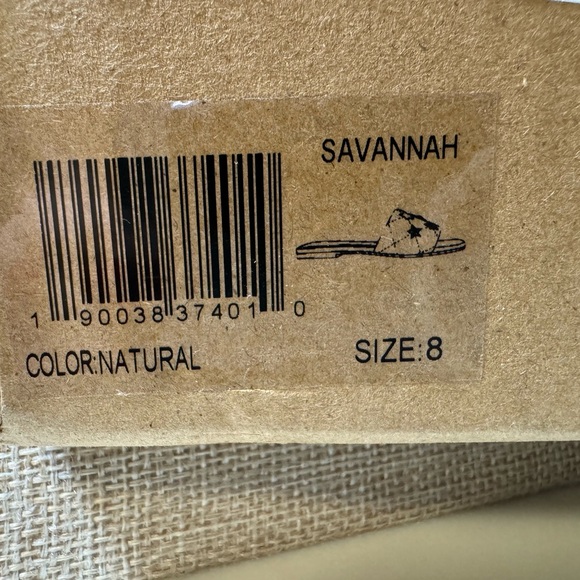 SAVANNAH
1 90038 37401 0
COLOR:NATURAL
SIZE:8